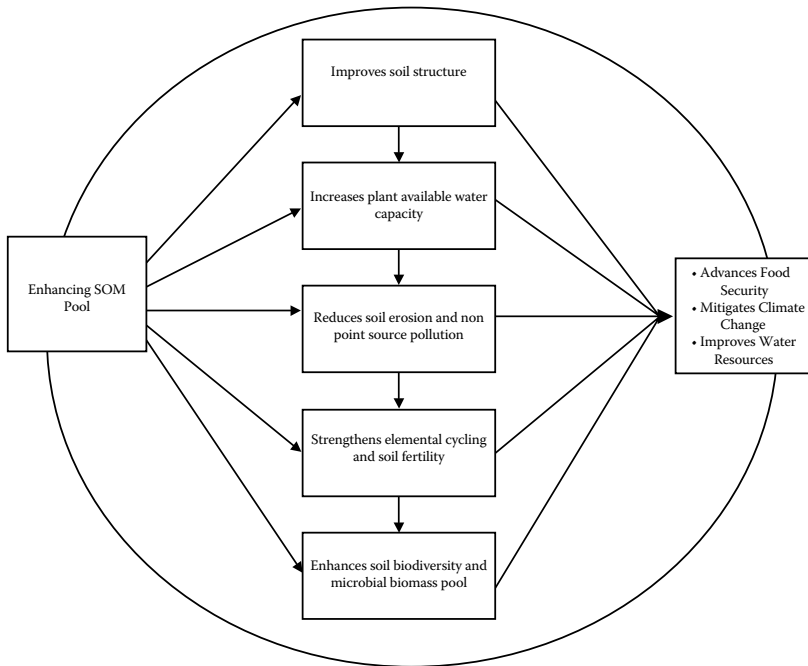 Improves soil structure
Increases plant available water
capacity
Enhancing SOM
Pool
Reduces soil erosion and non
point source pollution
• Advances Food
Security
• Mitigates Climate
Change
• Improves Water
Resources
Strengthens elemental cycling
and soil fertility
Enhances soil biodiversity and
microbial biomass pool